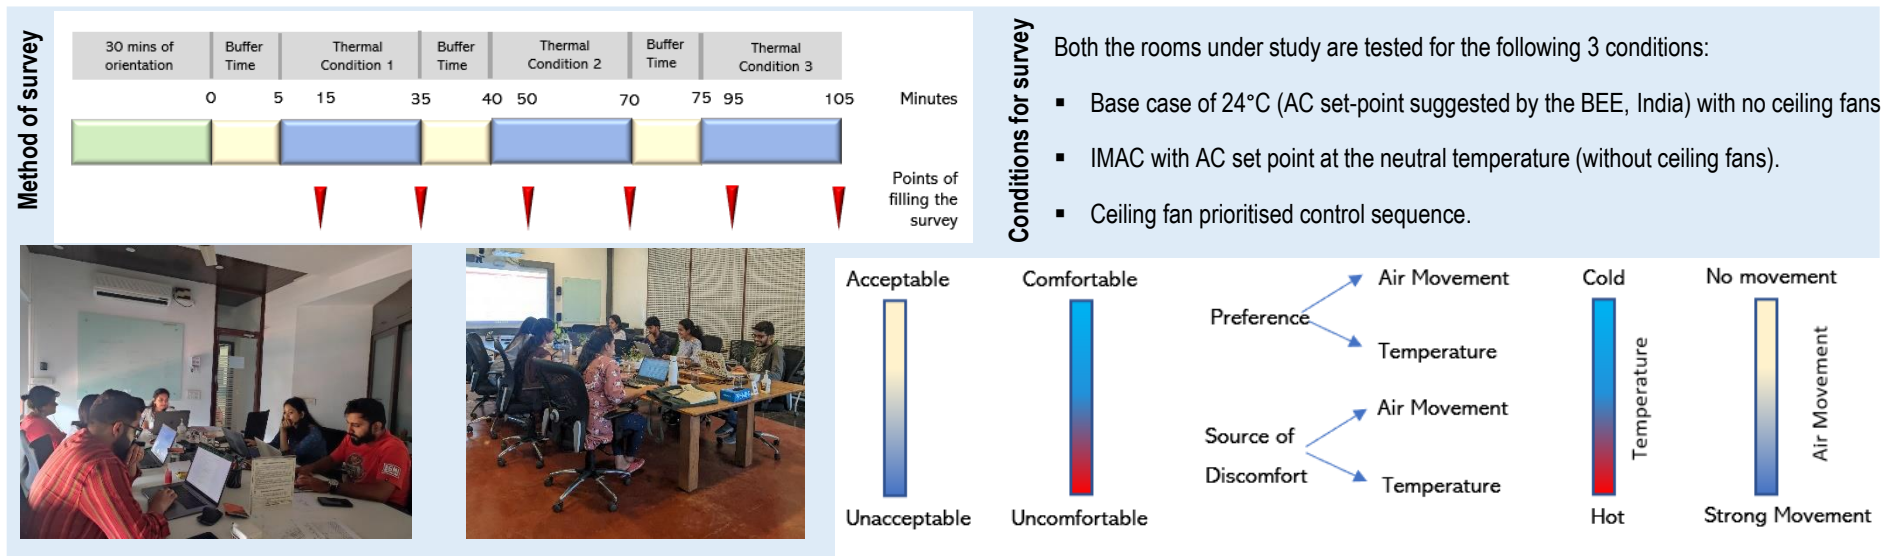 Method of survey
30 mins of
orientation
Buffer
Time
Thermal
Condition 1
Buffer
Time
Thermal
Condition 2
Buffer
Time
Thermal
Condition 3
0 5 15 35 40 50 70 75 95 105 Minutes
Points of
filling the
survey
Conditions for survey
Both the rooms under study are tested for the following 3 conditions:
▪ Base case of 24°C (AC set-point suggested by the BEE, India) with no ceiling fans
▪ IMAC with AC set point at the neutral temperature (without ceiling fans).
▪ Ceiling fan prioritised control sequence.
Acceptable
Unacceptable
Comfortable
Uncomfortable
Preference
Air Movement
Temperature
Source of
Discomfort
Air Movement
Temperature
Cold
Temperature
Hot
No movement
Air Movement
Strong Movement